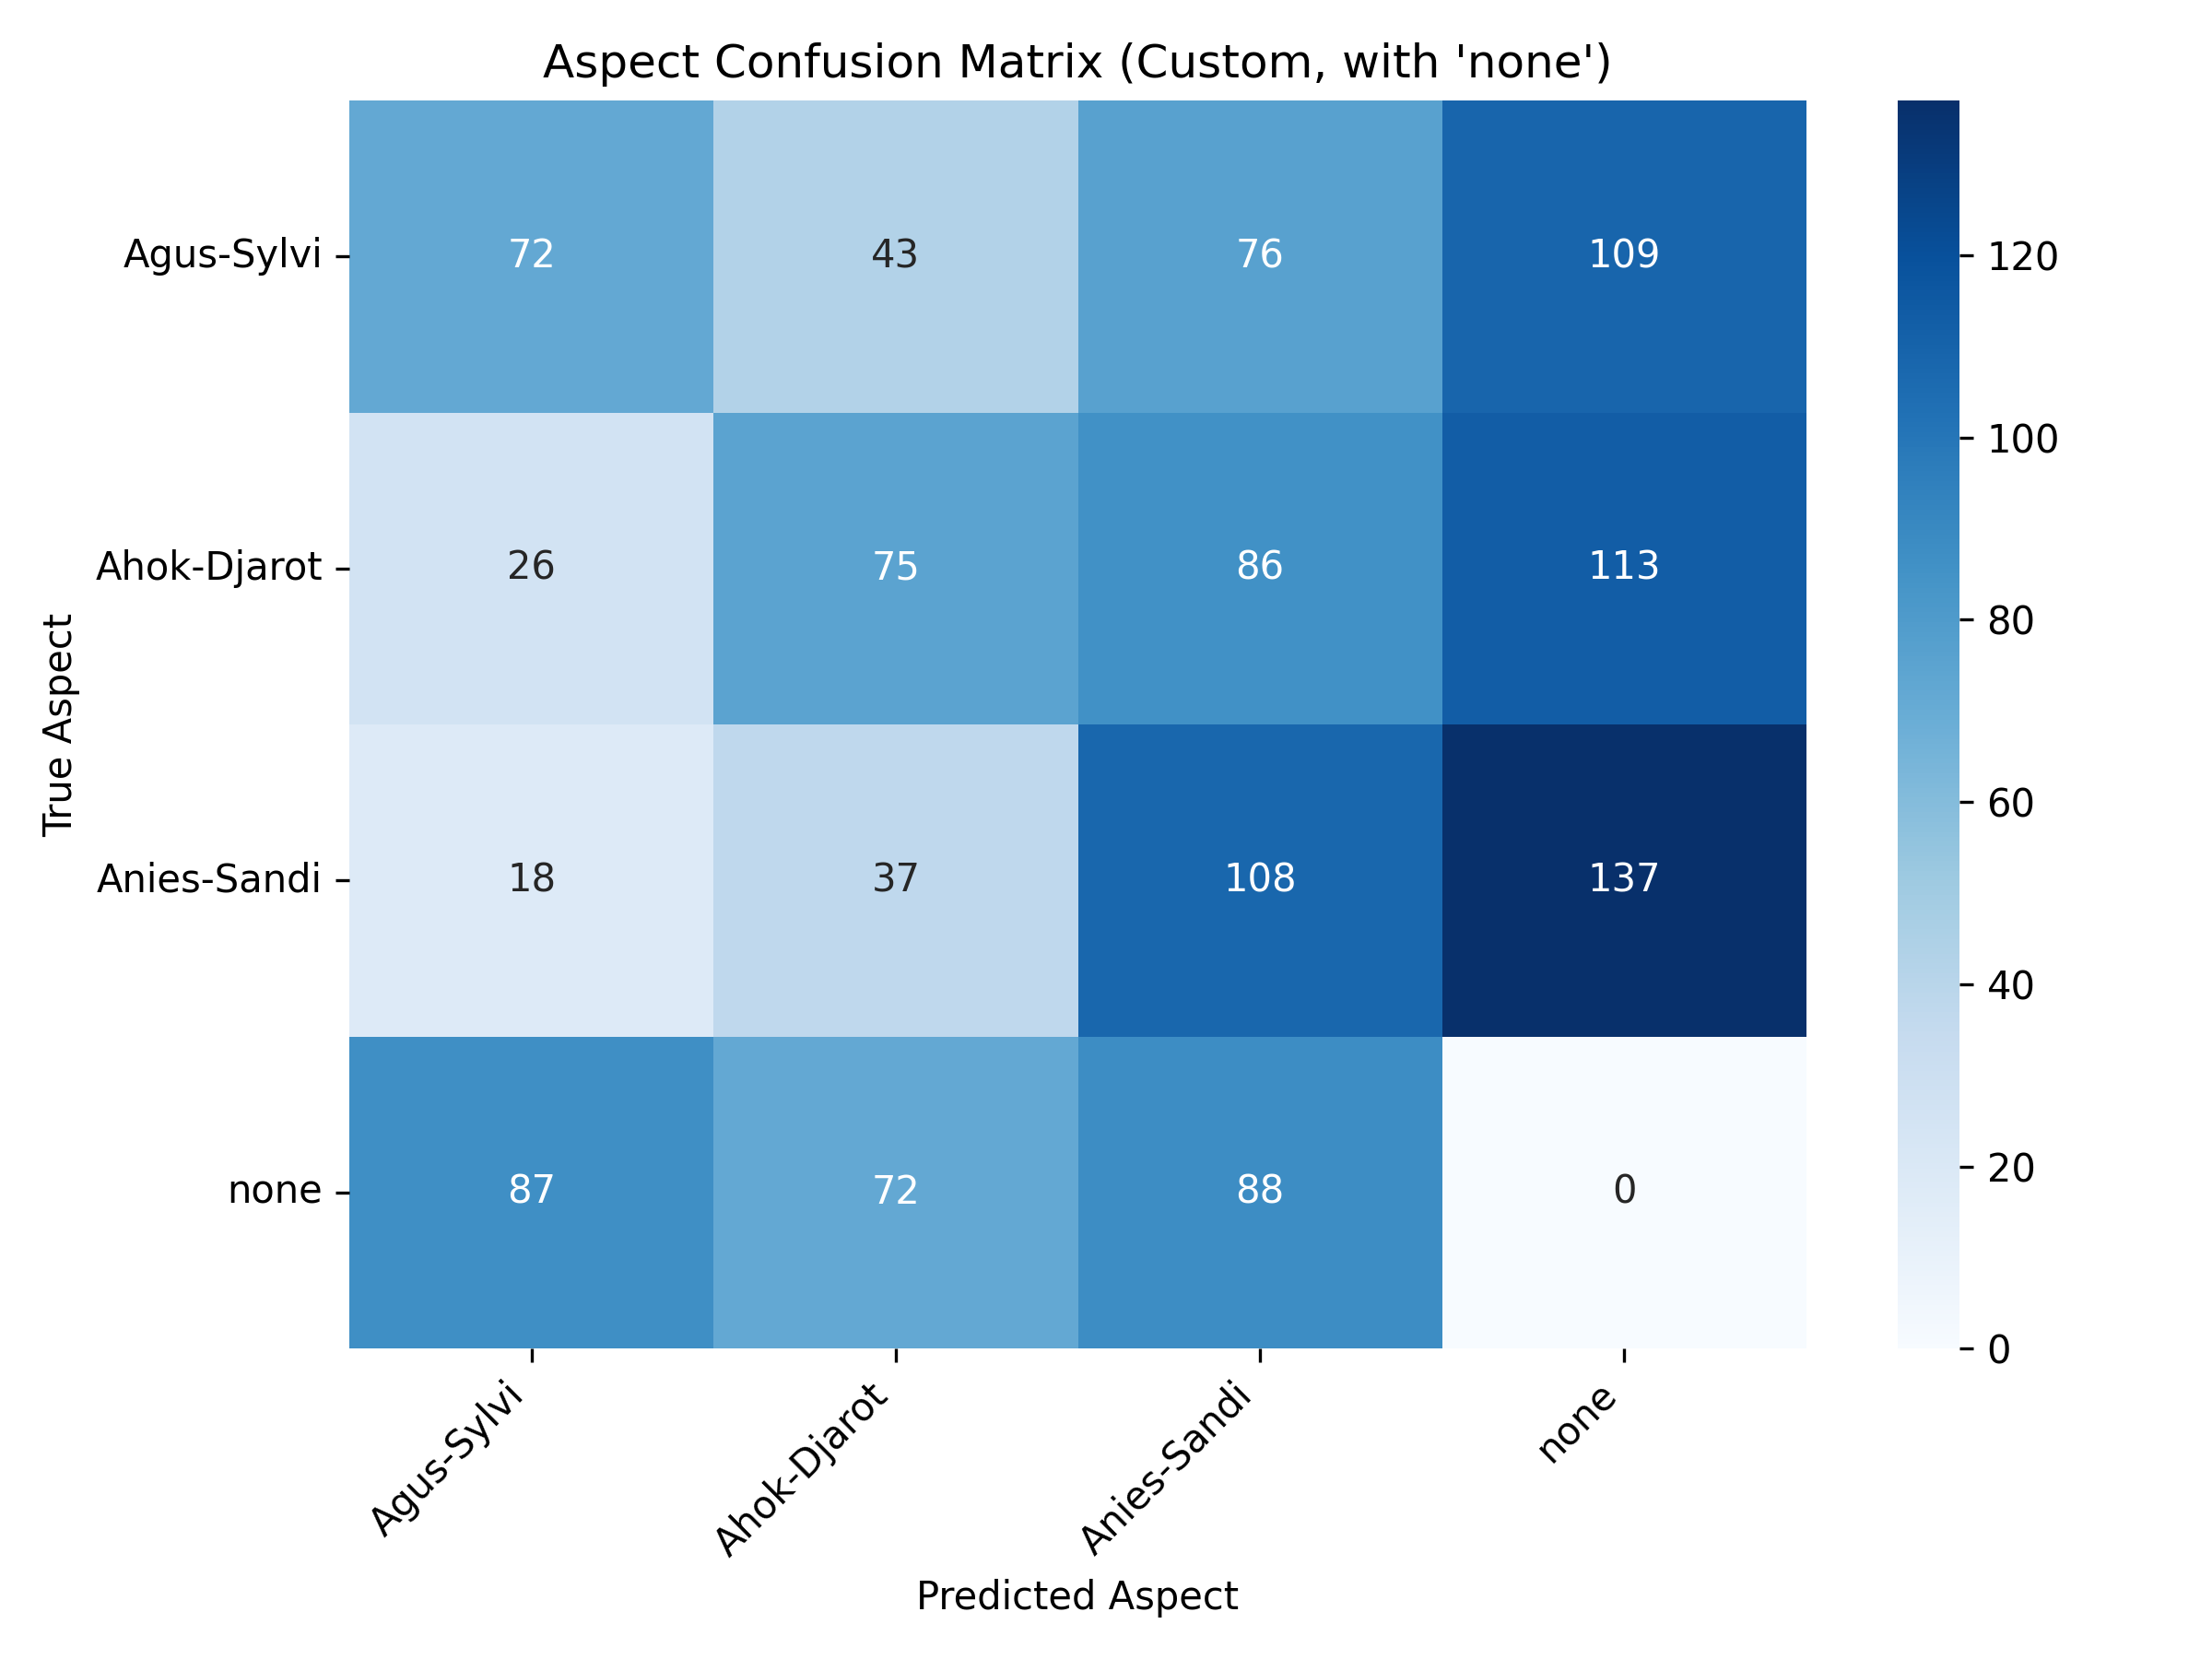 Aspect Confusion Matrix (Custom, with 'none')
True Aspect
Agus-Sylvi 72 43 76 109
Ahok-Djarot 26 75 86 113
Anies-Sandi 18 37 108 137
none 87 72 88 0
Agus-Sylvi Ahok-Djarot Anies-Sandi none
Predicted Aspect
120
100
80
60
40
20
0